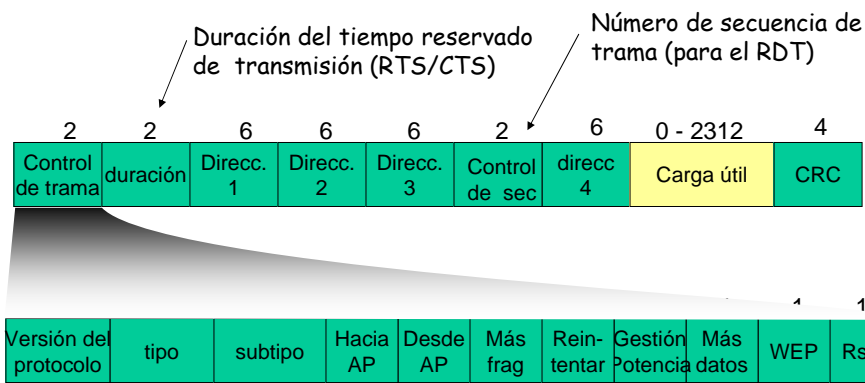 Duración del tiempo reservado
de transmisión (RTS/CTS)
Número de secuencia de
trama (para el RDT)
2 2 6 6 6 2 6 0 - 2312 4
Control de trama
duración
Direcc. 1
Direcc. 2
Direcc. 3
Control de sec
direcc 4
Carga útil
CRC
Versión del protocolo
tipo
subtipo
Hacia AP
Desde AP
Más frag
Rein-
tentar
Gestión Potencia
Más datos
WEP